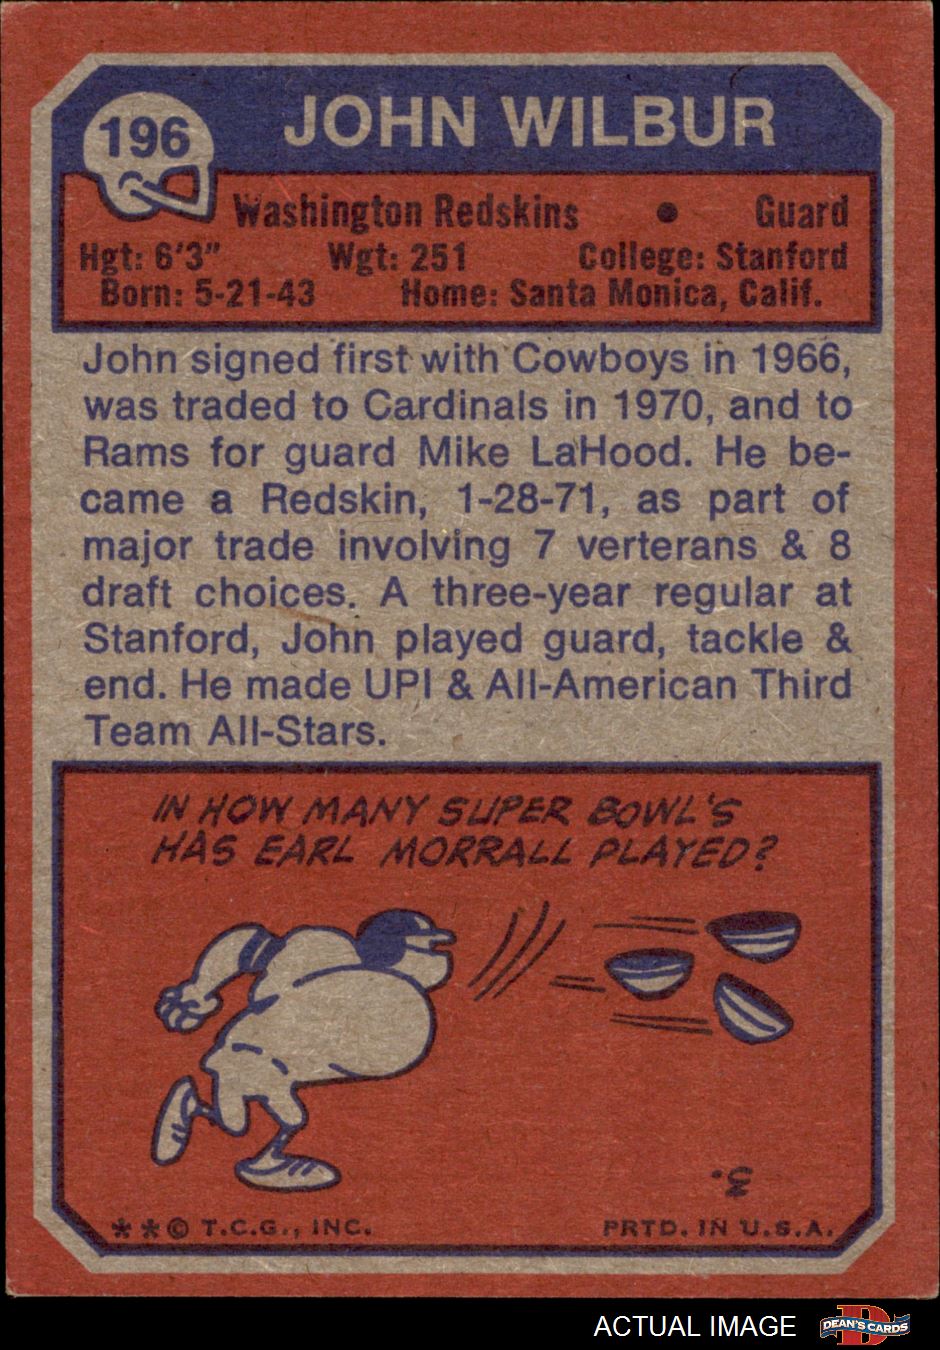 196
JOHN WILBUR
Washington Redskins • Guard
Hgt: 6'3" Wgt: 251 College: Stanford
Born: 5-21-43 Home: Santa Monica, Calif.
John signed first with Cowboys in 1966,
was traded to Cardinals in 1970, and to
Rams for guard Mike LaHood. He be-
came a Redskin, 1-28-71, as part of
major trade involving 7 verterans & 8
draft choices. A three-year regular at
Stanford, John played guard, tackle &
end. He made UPI & All-American Third
Team All-Stars.
IN HOW MANY SUPER BOWL'S
HAS EARL MORRALL PLAYED?
3.
* * © T.C.G., INC. PRTD. IN U.S.A.
ACTUAL IMAGE DEAN'S CARDS